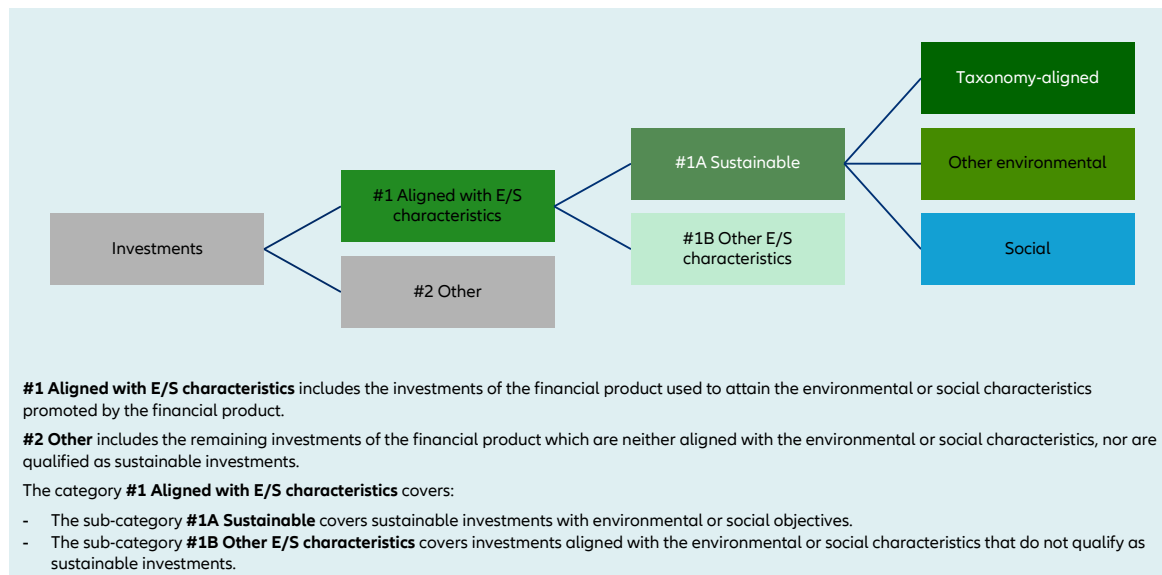 Taxonomy-aligned
#1A Sustainable
Other environmental
#1 Aligned with E/S
characteristics
Investments
#1B Other E/S
characteristics
Social
#2 Other
#1 Aligned with E/S characteristics includes the investments of the financial product used to attain the environmental or social characteristics
promoted by the financial product.
#2 Other includes the remaining investments of the financial product which are neither aligned with the environmental or social characteristics, nor are
qualified as sustainable investments.
The category #1 Aligned with E/S characteristics covers:
- The sub-category #1A Sustainable covers sustainable investments with environmental or social objectives.
- The sub-category #1B Other E/S characteristics covers investments aligned with the environmental or social characteristics that do not qualify as
sustainable investments.